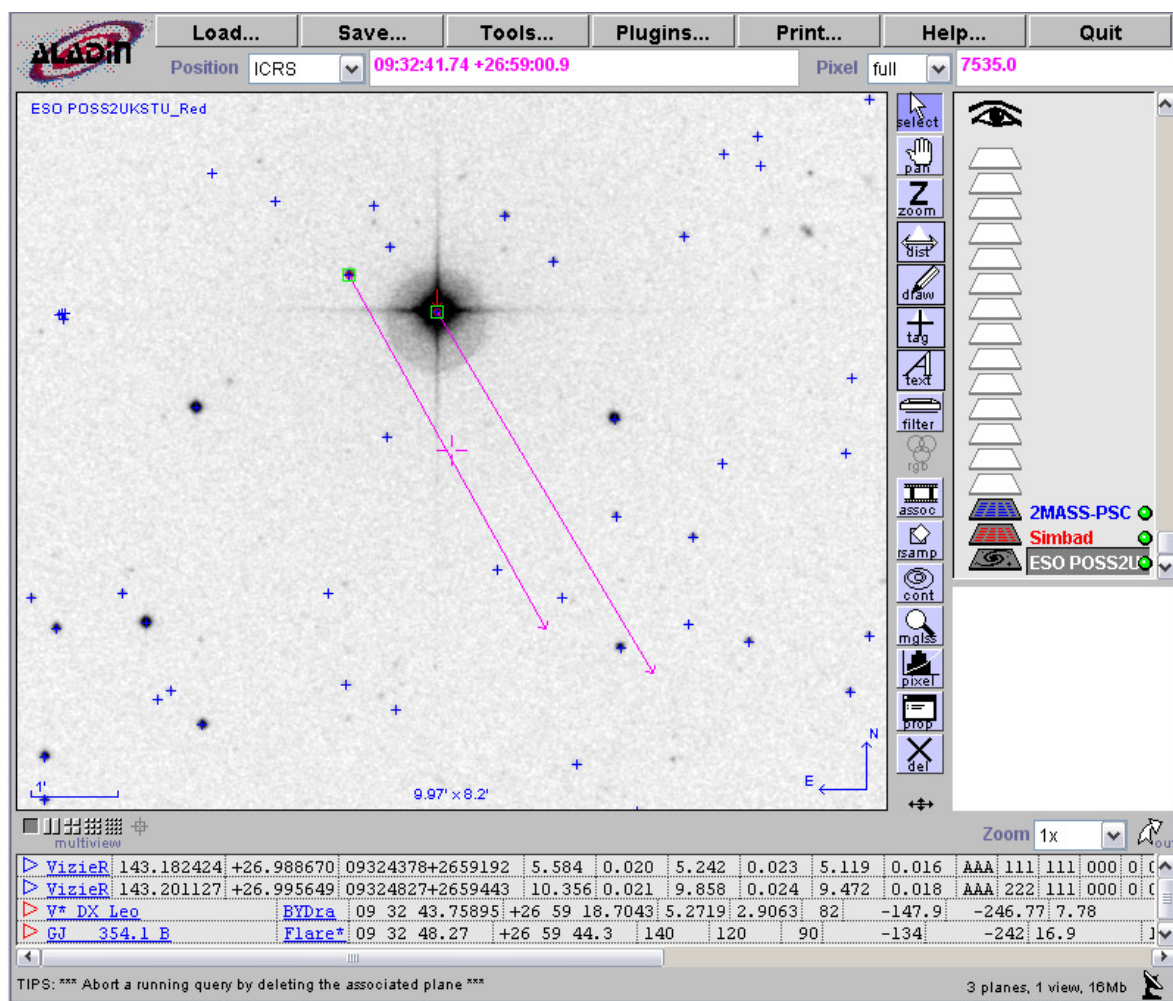 ALADiN
Load... Save... Tools... Plugins... Print... Help... Quit
Position ICRS 09:32:41.74 +26:59:00.9 Pixel full 7535.0
ESO POSS2UKSTU_Red
select
pan
Z
zoom
dist
draw
tag
A
text
filter
rgb
assoc
rsamp
cont
mglss
pixel
prop
del
2MASS-PSC
Simbad
ESO POSS2U
N
E
1'
9.97' x 8.2'
multiview
Zoom 1x
VizieR 143.182424 +26.988670 09324378+2659192 5.584 0.020 5.242 0.023 5.119 0.016 AAA 111 111 000 0
VizieR 143.201127 +26.995649 09324827+2659443 10.356 0.021 9.858 0.024 9.472 0.018 AAA 222 111 000 0
V* DX Leo BYDra 09 32 43.75895 +26 59 18.7043 5.2719 2.9063 82 -147.9 -246.77 7.78
GJ 354.1 B Flare* 09 32 48.27 +26 59 44.3 140 120 90 -134 -242 16.9
TIPS: *** Abort a running query by deleting the associated plane *** 3 planes, 1 view, 16Mb